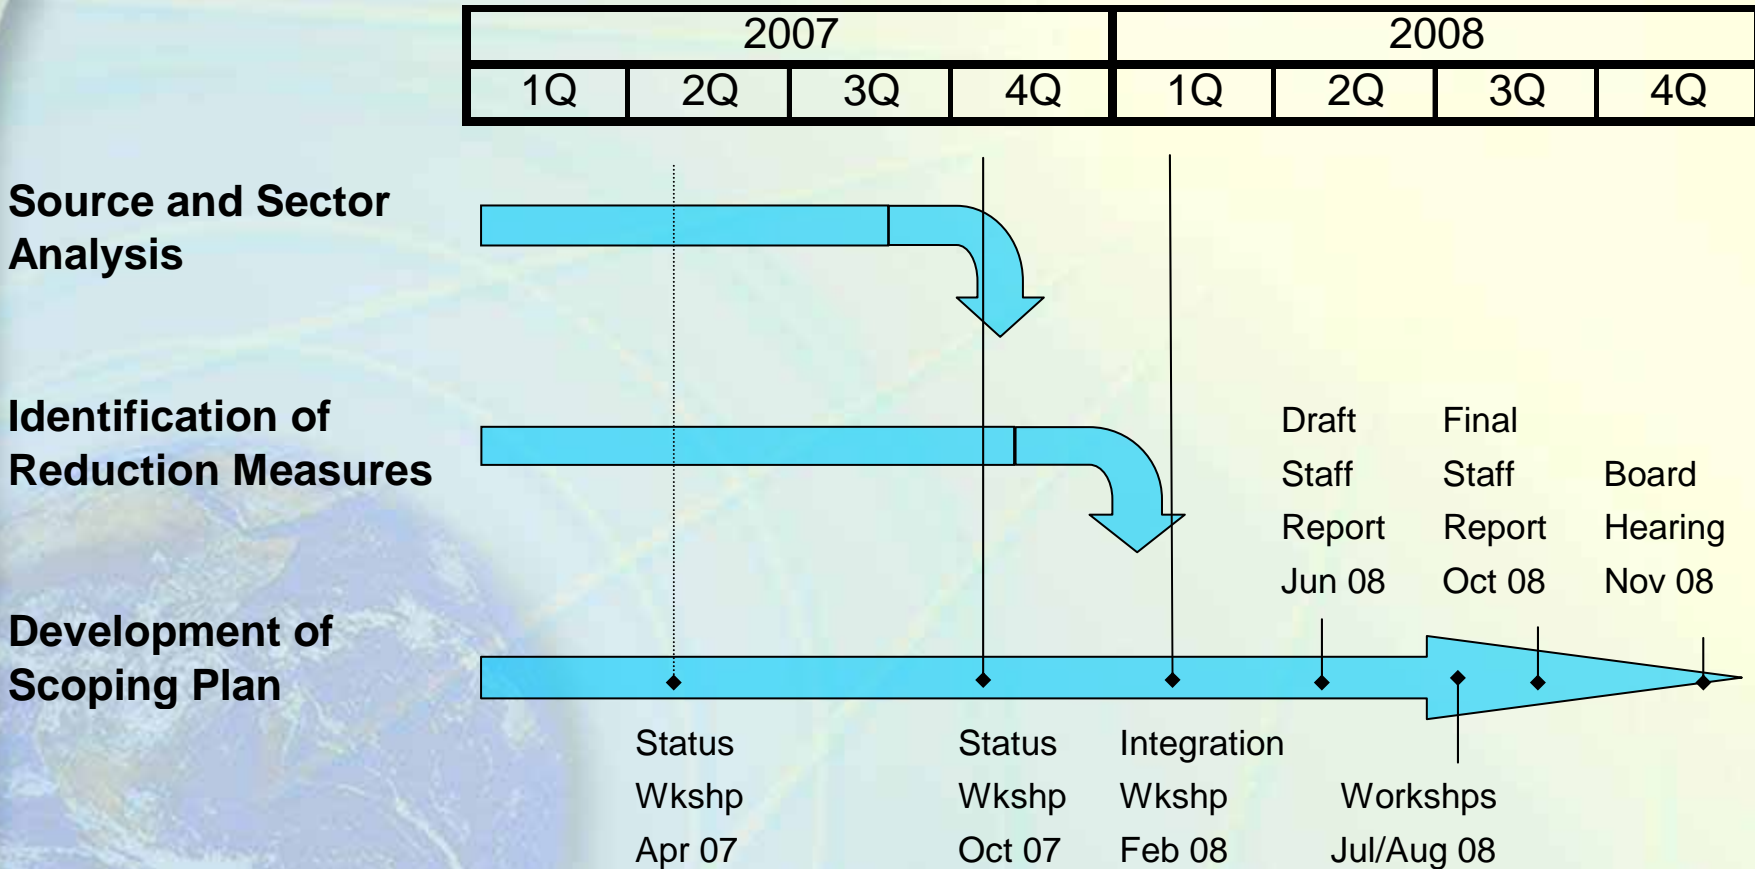 2007 2008
1Q 2Q 3Q 4Q 1Q 2Q 3Q 4Q
Source and Sector
Analysis
Identification of
Reduction Measures
Draft
Staff
Report
Jun 08
Final
Staff
Report
Oct 08
Board
Hearing
Nov 08
Development of
Scoping Plan
Status
Wkshp
Apr 07
Status
Wkshp
Oct 07
Integration
Wkshp
Feb 08
Workshps
Jul/Aug 08